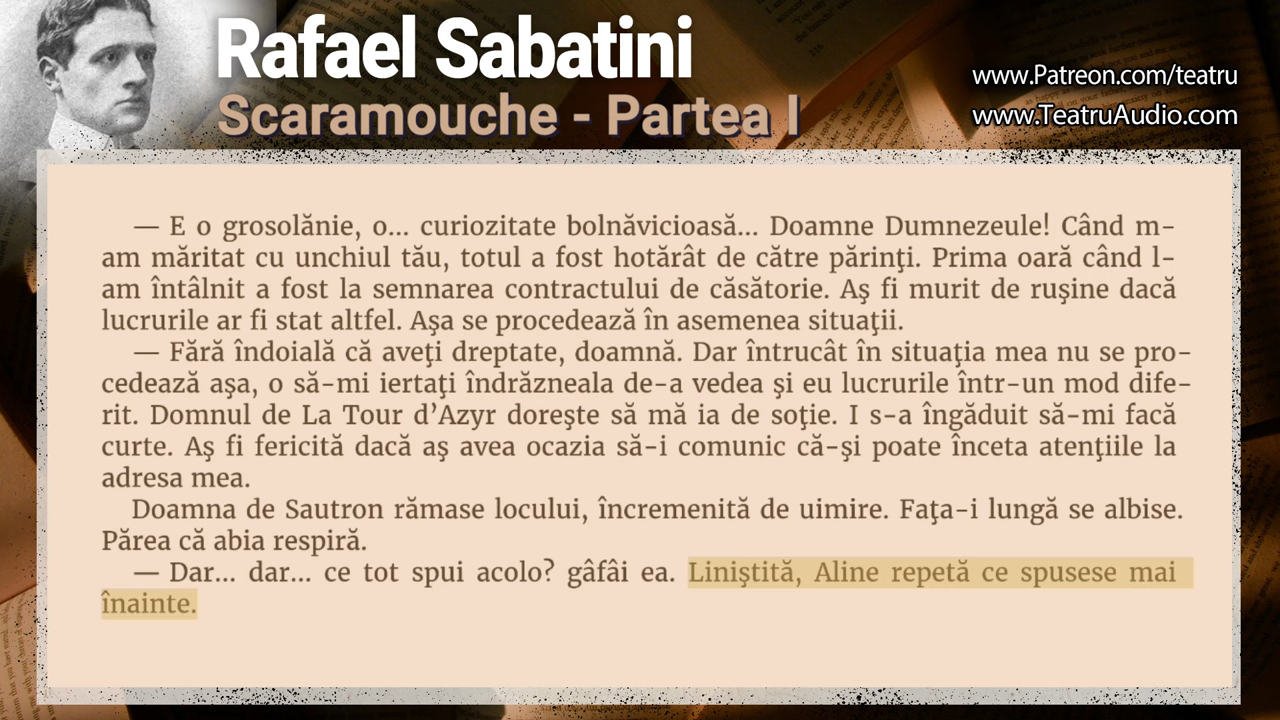 Rafael Sabatini
Scaramouche - Partea I
www.Patreon.com/teatru
www.TeatruAudio.com
— E o grosolănie, o... curiozitate bolnăvicioasă... Doamne Dumnezeule! Când m-
am măritat cu unchiul tău, totul a fost hotărât de către părinţi. Prima oară când l-
am întâlnit a fost la semnarea contractului de căsătorie. Aş fi murit de ruşine dacă
lucrurile ar fi stat altfel. Aşa se procedează în asemenea situaţii.
— Fără îndoială că aveţi dreptate, doamnă. Dar întrucât în situaţia mea nu se pro-
cedează aşa, o să-mi iertaţi îndrăzneala de-a vedea şi eu lucrurile într-un mod dife-
rit. Domnul de La Tour d’Azyr doreşte să mă ia de soţie. I s-a îngăduit să-mi facă
curte. Aş fi fericită dacă aş avea ocazia să-i comunic că-şi poate înceta atenţiile la
adresa mea.
Doamna de Sautron rămase locului, încremenită de uimire. Faţa-i lungă se albise.
Părea că abia respiră.
— Dar... dar... ce tot spui acolo? gâfâi ea. Liniştită, Aline repetă ce spusese mai
înainte.